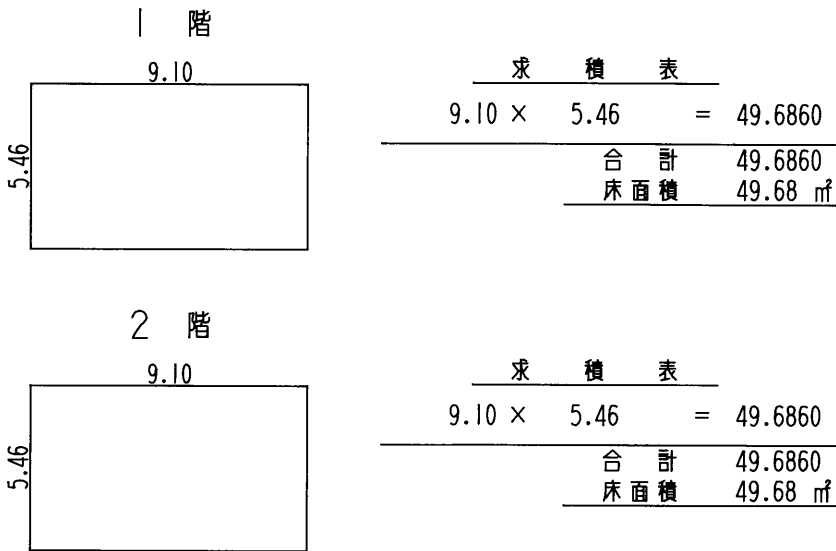 1 階
9.10
5.46
求 積 表
9.10 × 5.46 = 49.6860
合 計 49.6860
床面積 49.68 ㎡
2 階
9.10
5.46
求 積 表
9.10 × 5.46 = 49.6860
合 計 49.6860
床面積 49.68 ㎡